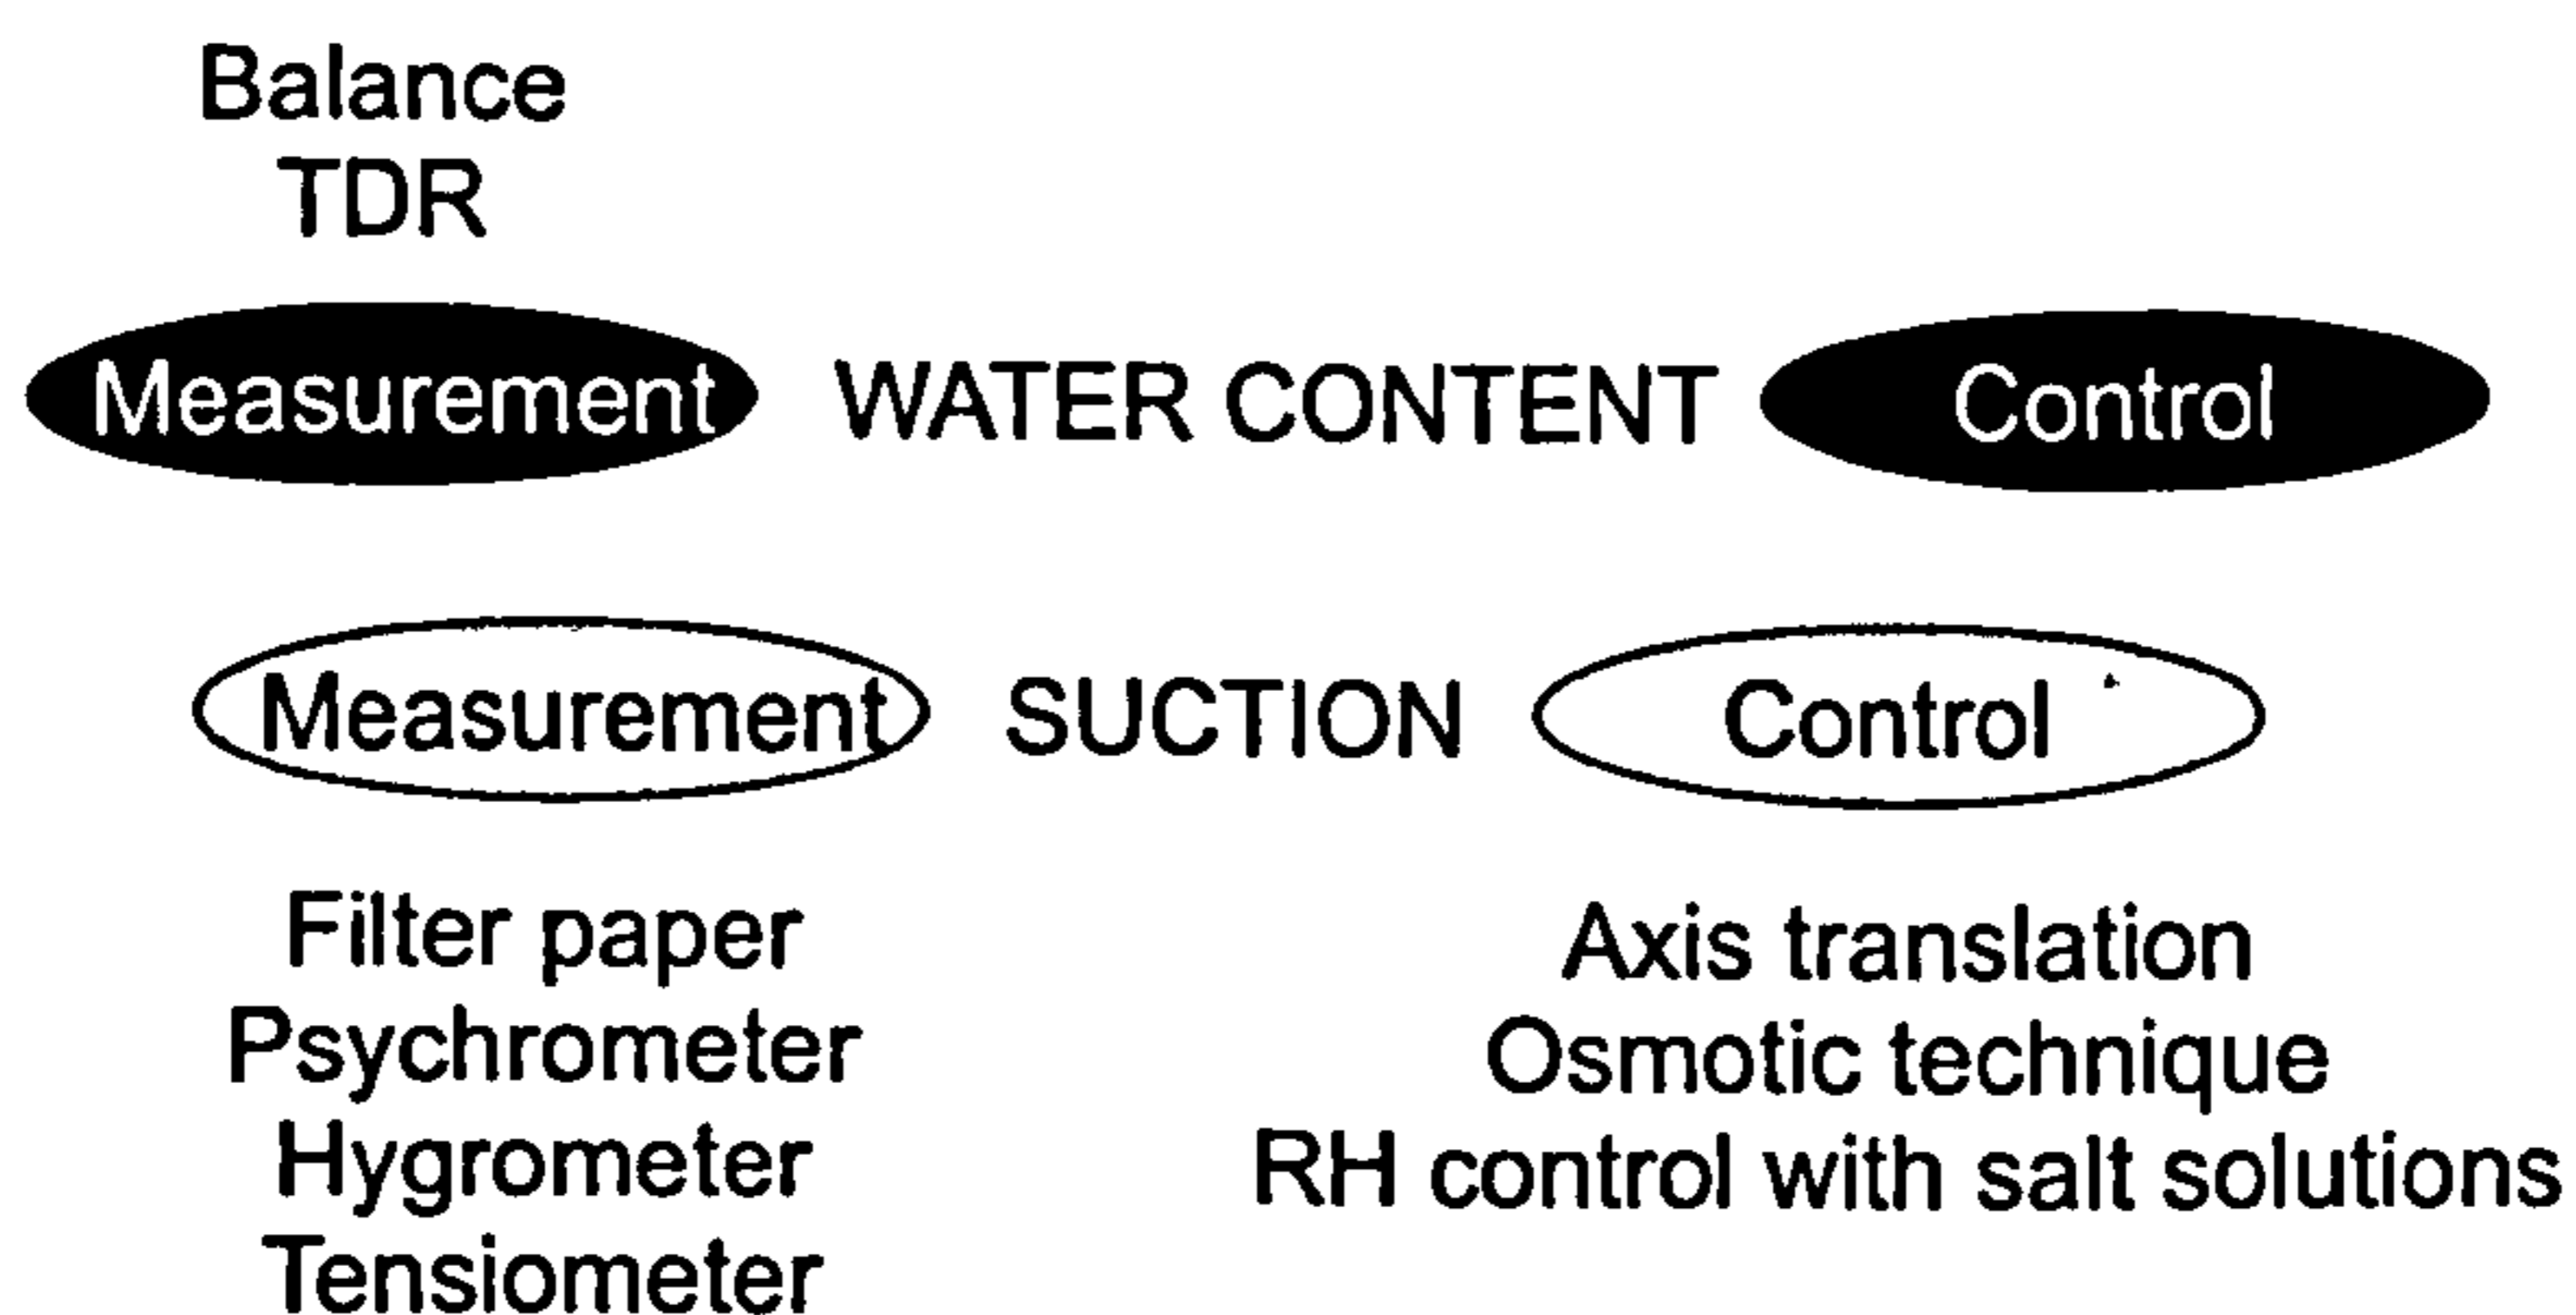 Balance
TDR
Measurement WATER CONTENT Control
Measurement SUCTION Control
Filter paper
Psychrometer
Hygrometer
Tensiometer
Axis translation
Osmotic technique
RH control with salt solutions